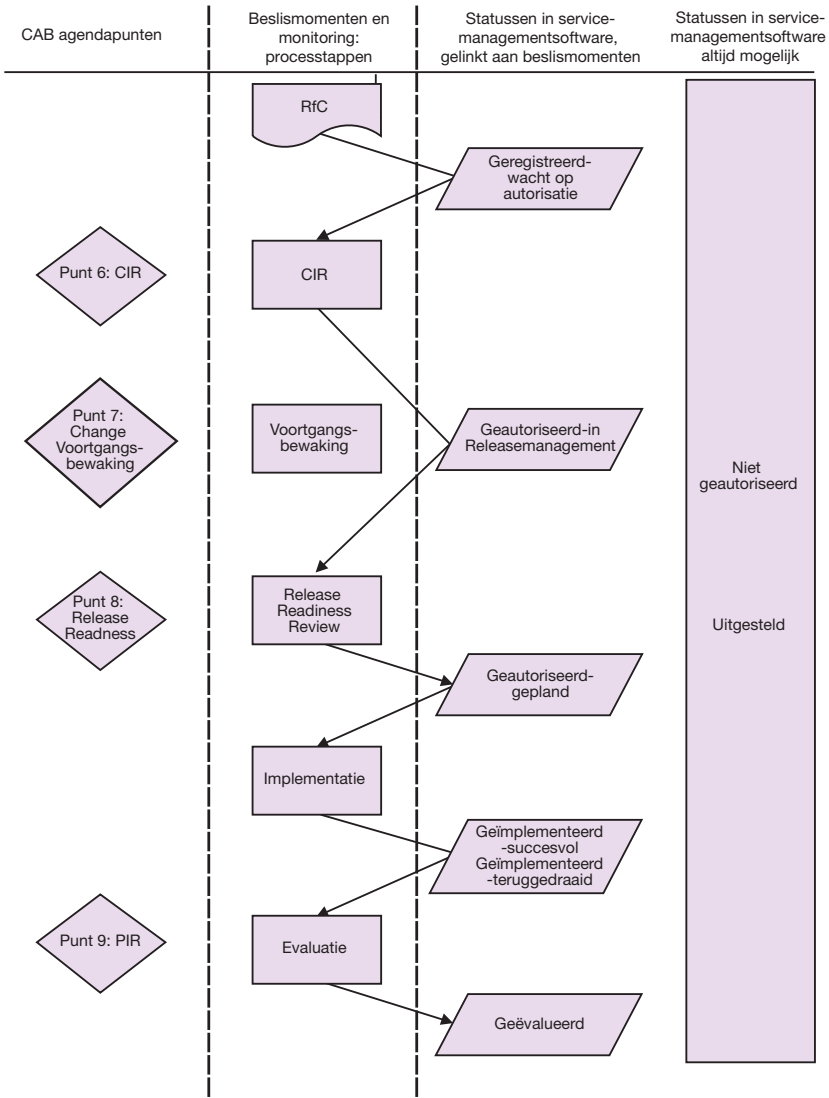 CAB agendapunten
Beslismomenten en
monitoring:
processtappen
Statussen in service-
managementsoftware,
gelinkt aan beslismomenten
Statussen in service-
managementsoftware
altijd mogelijk
RfC
Geregistreerd-
wacht op
autorisatie
Punt 6: CIR
CIR
Punt 7:
Change
Voortgangs-
bewaking
Voortgangs-
bewaking
Geautoriseerd-in
Releasemanagement
Niet
geautoriseerd
Punt 8:
Release
Readness
Release
Readiness
Review
Uitgesteld
Geautoriseerd-
gepland
Implementatie
Geïmplementeerd
-succesvol
Geïmplementeerd
-teruggedraaid
Punt 9: PIR
Evaluatie
Geëvalueerd